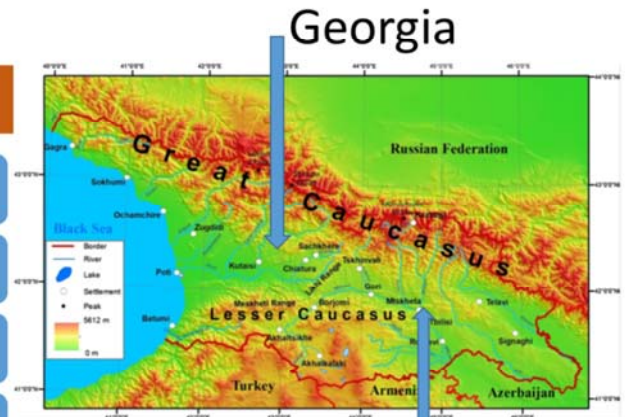 Georgia
Great Caucasus
Russian Federation
Gagra
Sokhumi
Ochamchire
Zugdidi
Black Sea
Border
River
Lake
Settlement
Peak
5612 m
0 m
Poti
Batumi
Kutaisi
Sachkhere
Chiatura
Tskhinvali
Likhi Range
Gori
Meskheti Range
Borjomi
Mtskheta
Telavi
Lesser Caucasus
Tbilisi
Akhaltsikhe
Signaghi
Akhalkalaki
Turkey
Armeni
Azerbaijan